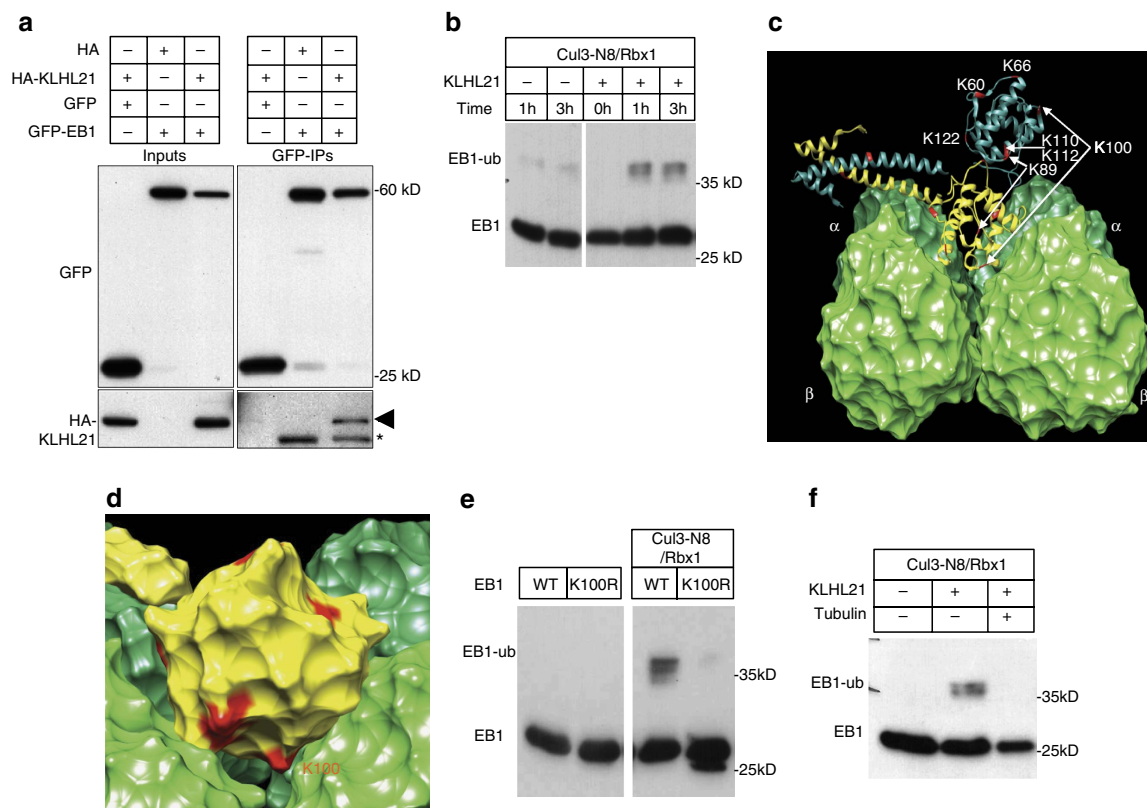 a
HA – + – – + –
HA-KLHL21 + – + + – +
GFP + – – + – –
GFP-EB1 – + + – + +
Inputs GFP-IPs
-60 kD
GFP
-25 kD
HA-
KLHL21
*
b
Cul3-N8/Rbx1
KLHL21 – – + + +
Time 1h 3h 0h 1h 3h
EB1-ub
-35 kD
EB1
-25 kD
c
K66
K60
K122
K110
K112
K100
K89
α α
β β
d
K100
e
Cul3-N8
/Rbx1
EB1 WT K100R WT K100R
EB1-ub
-35kD
EB1
-25kD
f
Cul3-N8/Rbx1
KLHL21 – + +
Tubulin – – +
EB1-ub
-35kD
EB1
-25kD